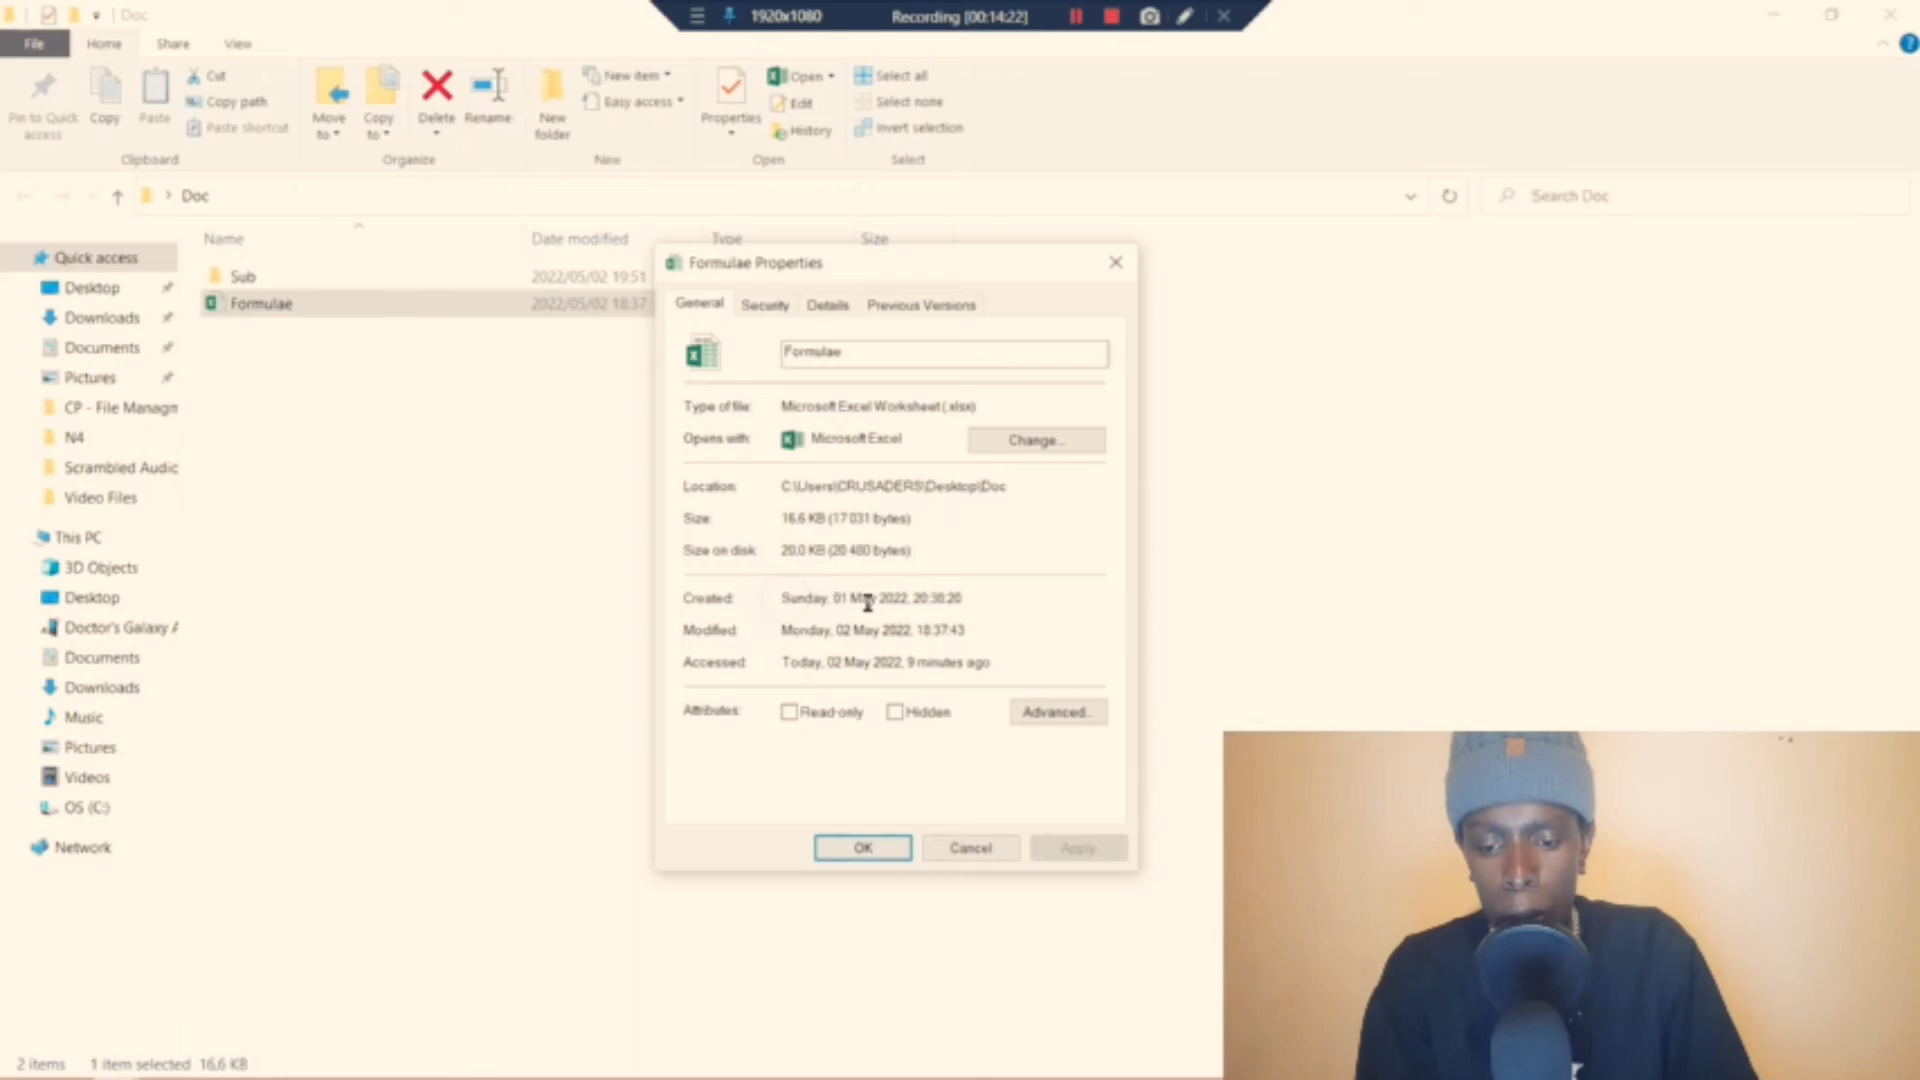 Doc
1920x1080
Recording [00:14:22]
File
Home
Share
View
Pin to Quick access
Copy
Paste
Cut
Copy path
Paste shortcut
Clipboard
Move to
Copy to
Delete
Rename
Organize
New folder
New item
Easy access
New
Properties
Open
Edit
History
Open
Select all
Select none
Invert selection
Select
Doc
Search Doc
Name
Date modified
Type
Size
Sub
2022/05/02 19:51
Formulae
2022/05/02 18:37
Quick access
Desktop
Downloads
Documents
Pictures
CP - File Managm
N4
Scrambled Audic
Video Files
This PC
3D Objects
Desktop
Doctor's Galaxy A
Documents
Downloads
Music
Pictures
Videos
OS (C:)
Network
Formulae Properties
General
Security
Details
Previous Versions
Formulae
Type of file: Microsoft Excel Worksheet (.xlsx)
Opens with: Microsoft Excel
Change...
Location: C:\Users\CRUSADERS\Desktop\Doc
Size: 16,6 KB (17 031 bytes)
Size on disk: 20,0 KB (20 480 bytes)
Created: Sunday, 01 May 2022, 20:38:20
Modified: Monday, 02 May 2022, 18:37:43
Accessed: Today, 02 May 2022, 9 minutes ago
Attributes:
Read-only
Hidden
Advanced...
OK
Cancel
Apply
2 items
1 item selected 16,6 KB